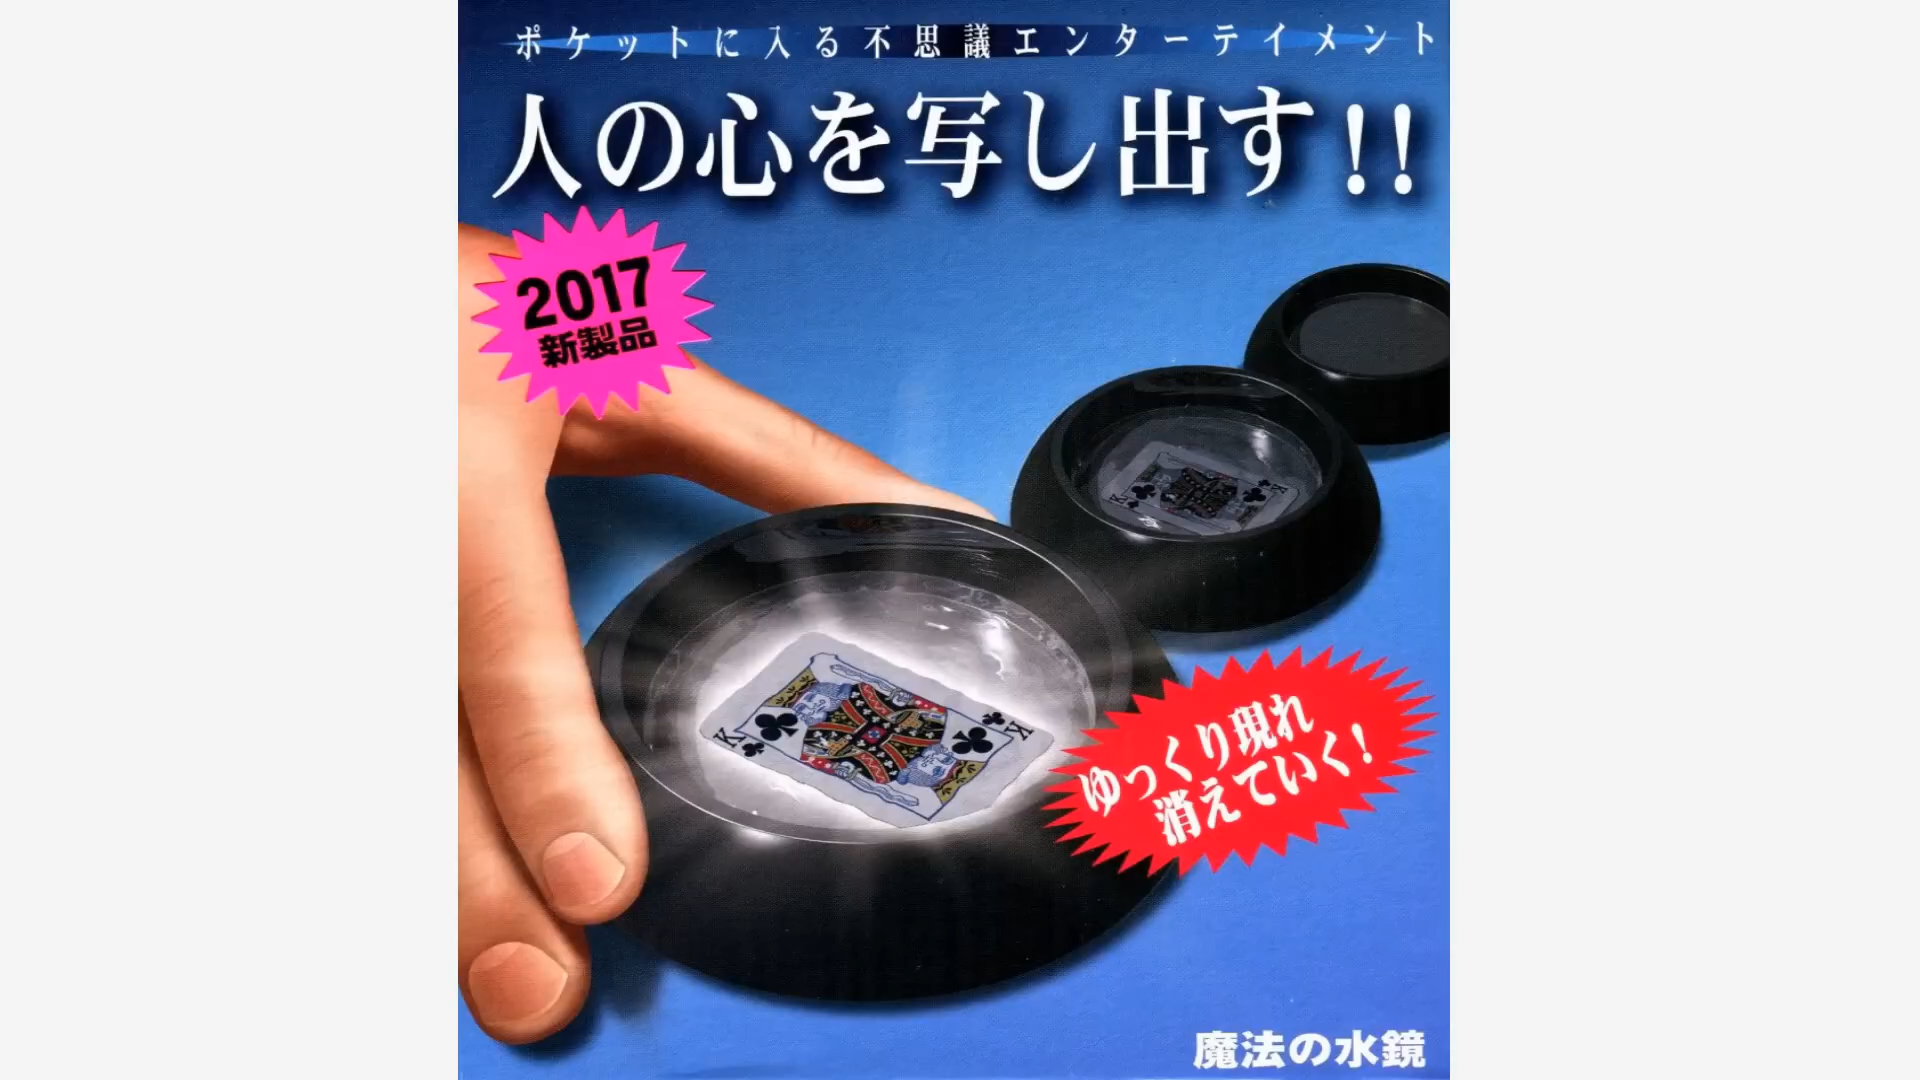 ポケットに入る不思議エンターテイメント
人の心を写し出す!!
2017
新製品
K
K
K
K
ゆっくり現れ
消えていく!
魔法の水鏡